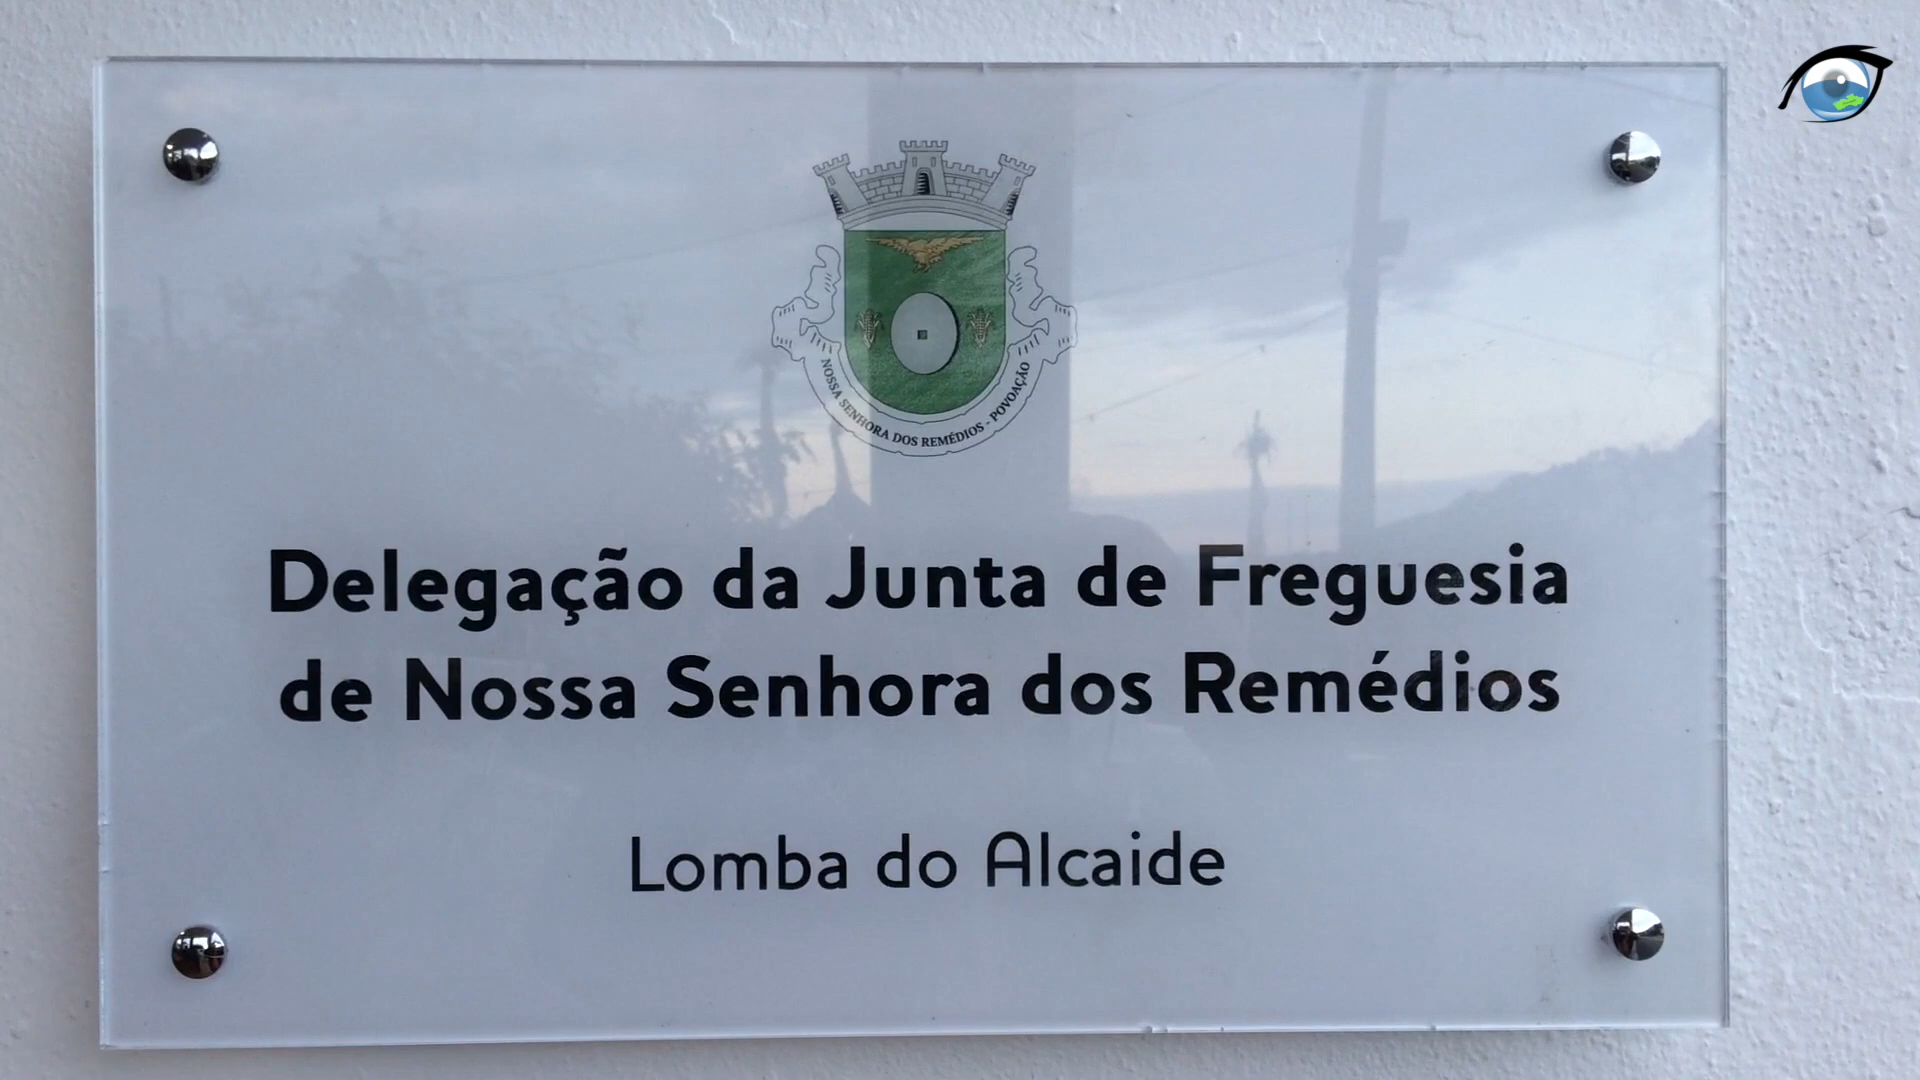 NOSSA SENHORA DOS REMÉDIOS - POVOAÇÃO
Delegação da Junta de Freguesia
de Nossa Senhora dos Remédios
Lomba do Alcaide